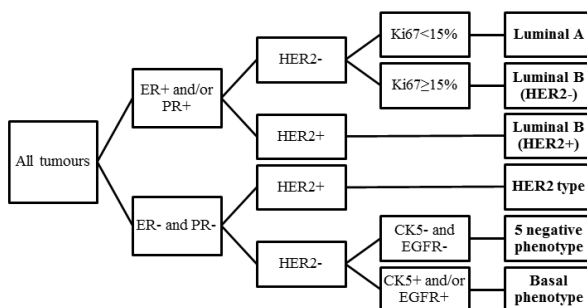 All tumours
ER+ and/or
PR+
ER- and PR-
HER2-
HER2+
HER2+
HER2-
Ki67<15%
Ki67≥15%
CK5- and
EGFR-
CK5+ and/or
EGFR+
Luminal A
Luminal B
(HER2-)
Luminal B
(HER2+)
HER2 type
5 negative
phenotype
Basal
phenotype